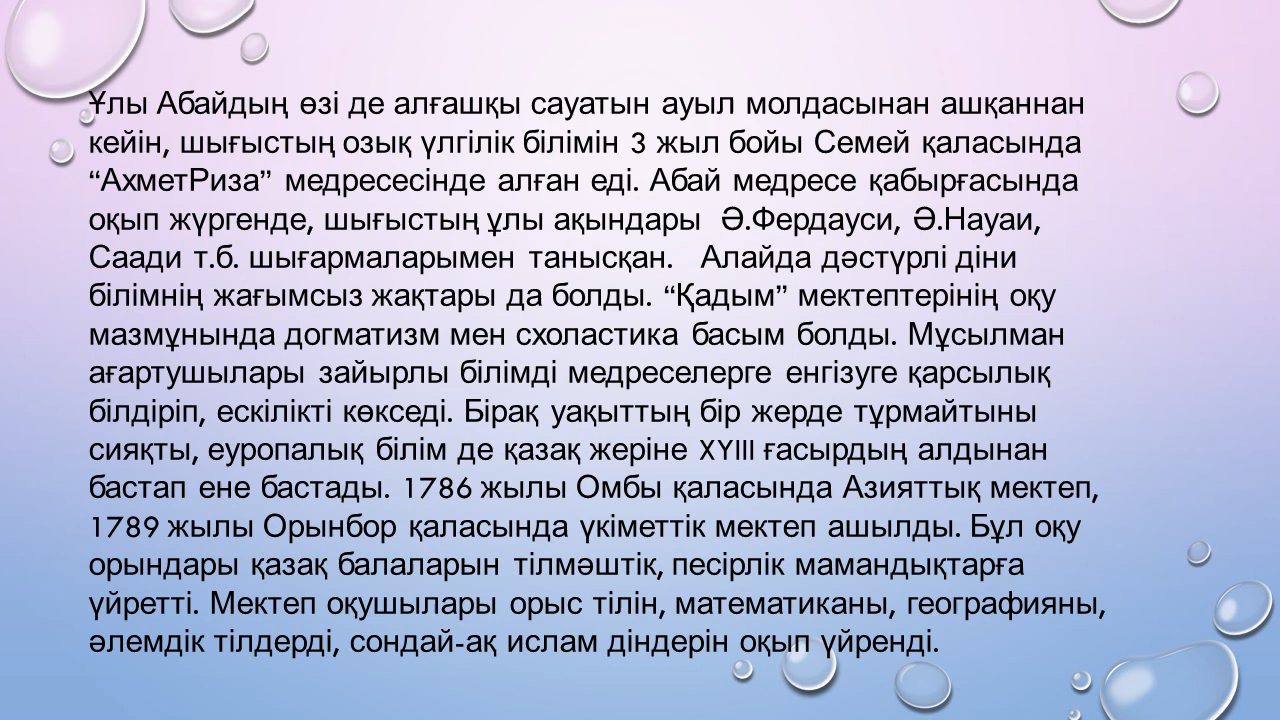 Ұлы Абайдың өзі де алғашқы сауатын ауыл молдасынан ашқаннан
кейін, шығыстың озық үлгілік білімін 3 жыл бойы Семей қаласында
“АхметРиза” медресесінде алған еді. Абай медресе қабырғасында
оқып жүргенде, шығыстың ұлы ақындары Ә.Фердауси, Ә.Науаи,
Саади т.б. шығармаларымен танысқан. Алайда дәстүрлі діни
білімнің жағымсыз жақтары да болды. “Қадым” мектептерінің оқу
мазмұнында догматизм мен схоластика басым болды. Мұсылман
ағартушылары зайырлы білімді медреселерге енгізуге қарсылық
білдіріп, ескілікті көкседі. Бірақ уақыттың бір жерде тұрмайтыны
сияқты, еуропалық білім де қазақ жеріне XYIII ғасырдың алдынан
бастап ене бастады. 1786 жылы Омбы қаласында Азияттық мектеп,
1789 жылы Орынбор қаласында үкіметтік мектеп ашылды. Бұл оқу
орындары қазақ балаларын тілмәштік, песірлік мамандықтарға
үйретті. Мектеп оқушылары орыс тілін, математиканы, географияны,
әлемдік тілдерді, сондай-ақ ислам діндерін оқып үйренді.